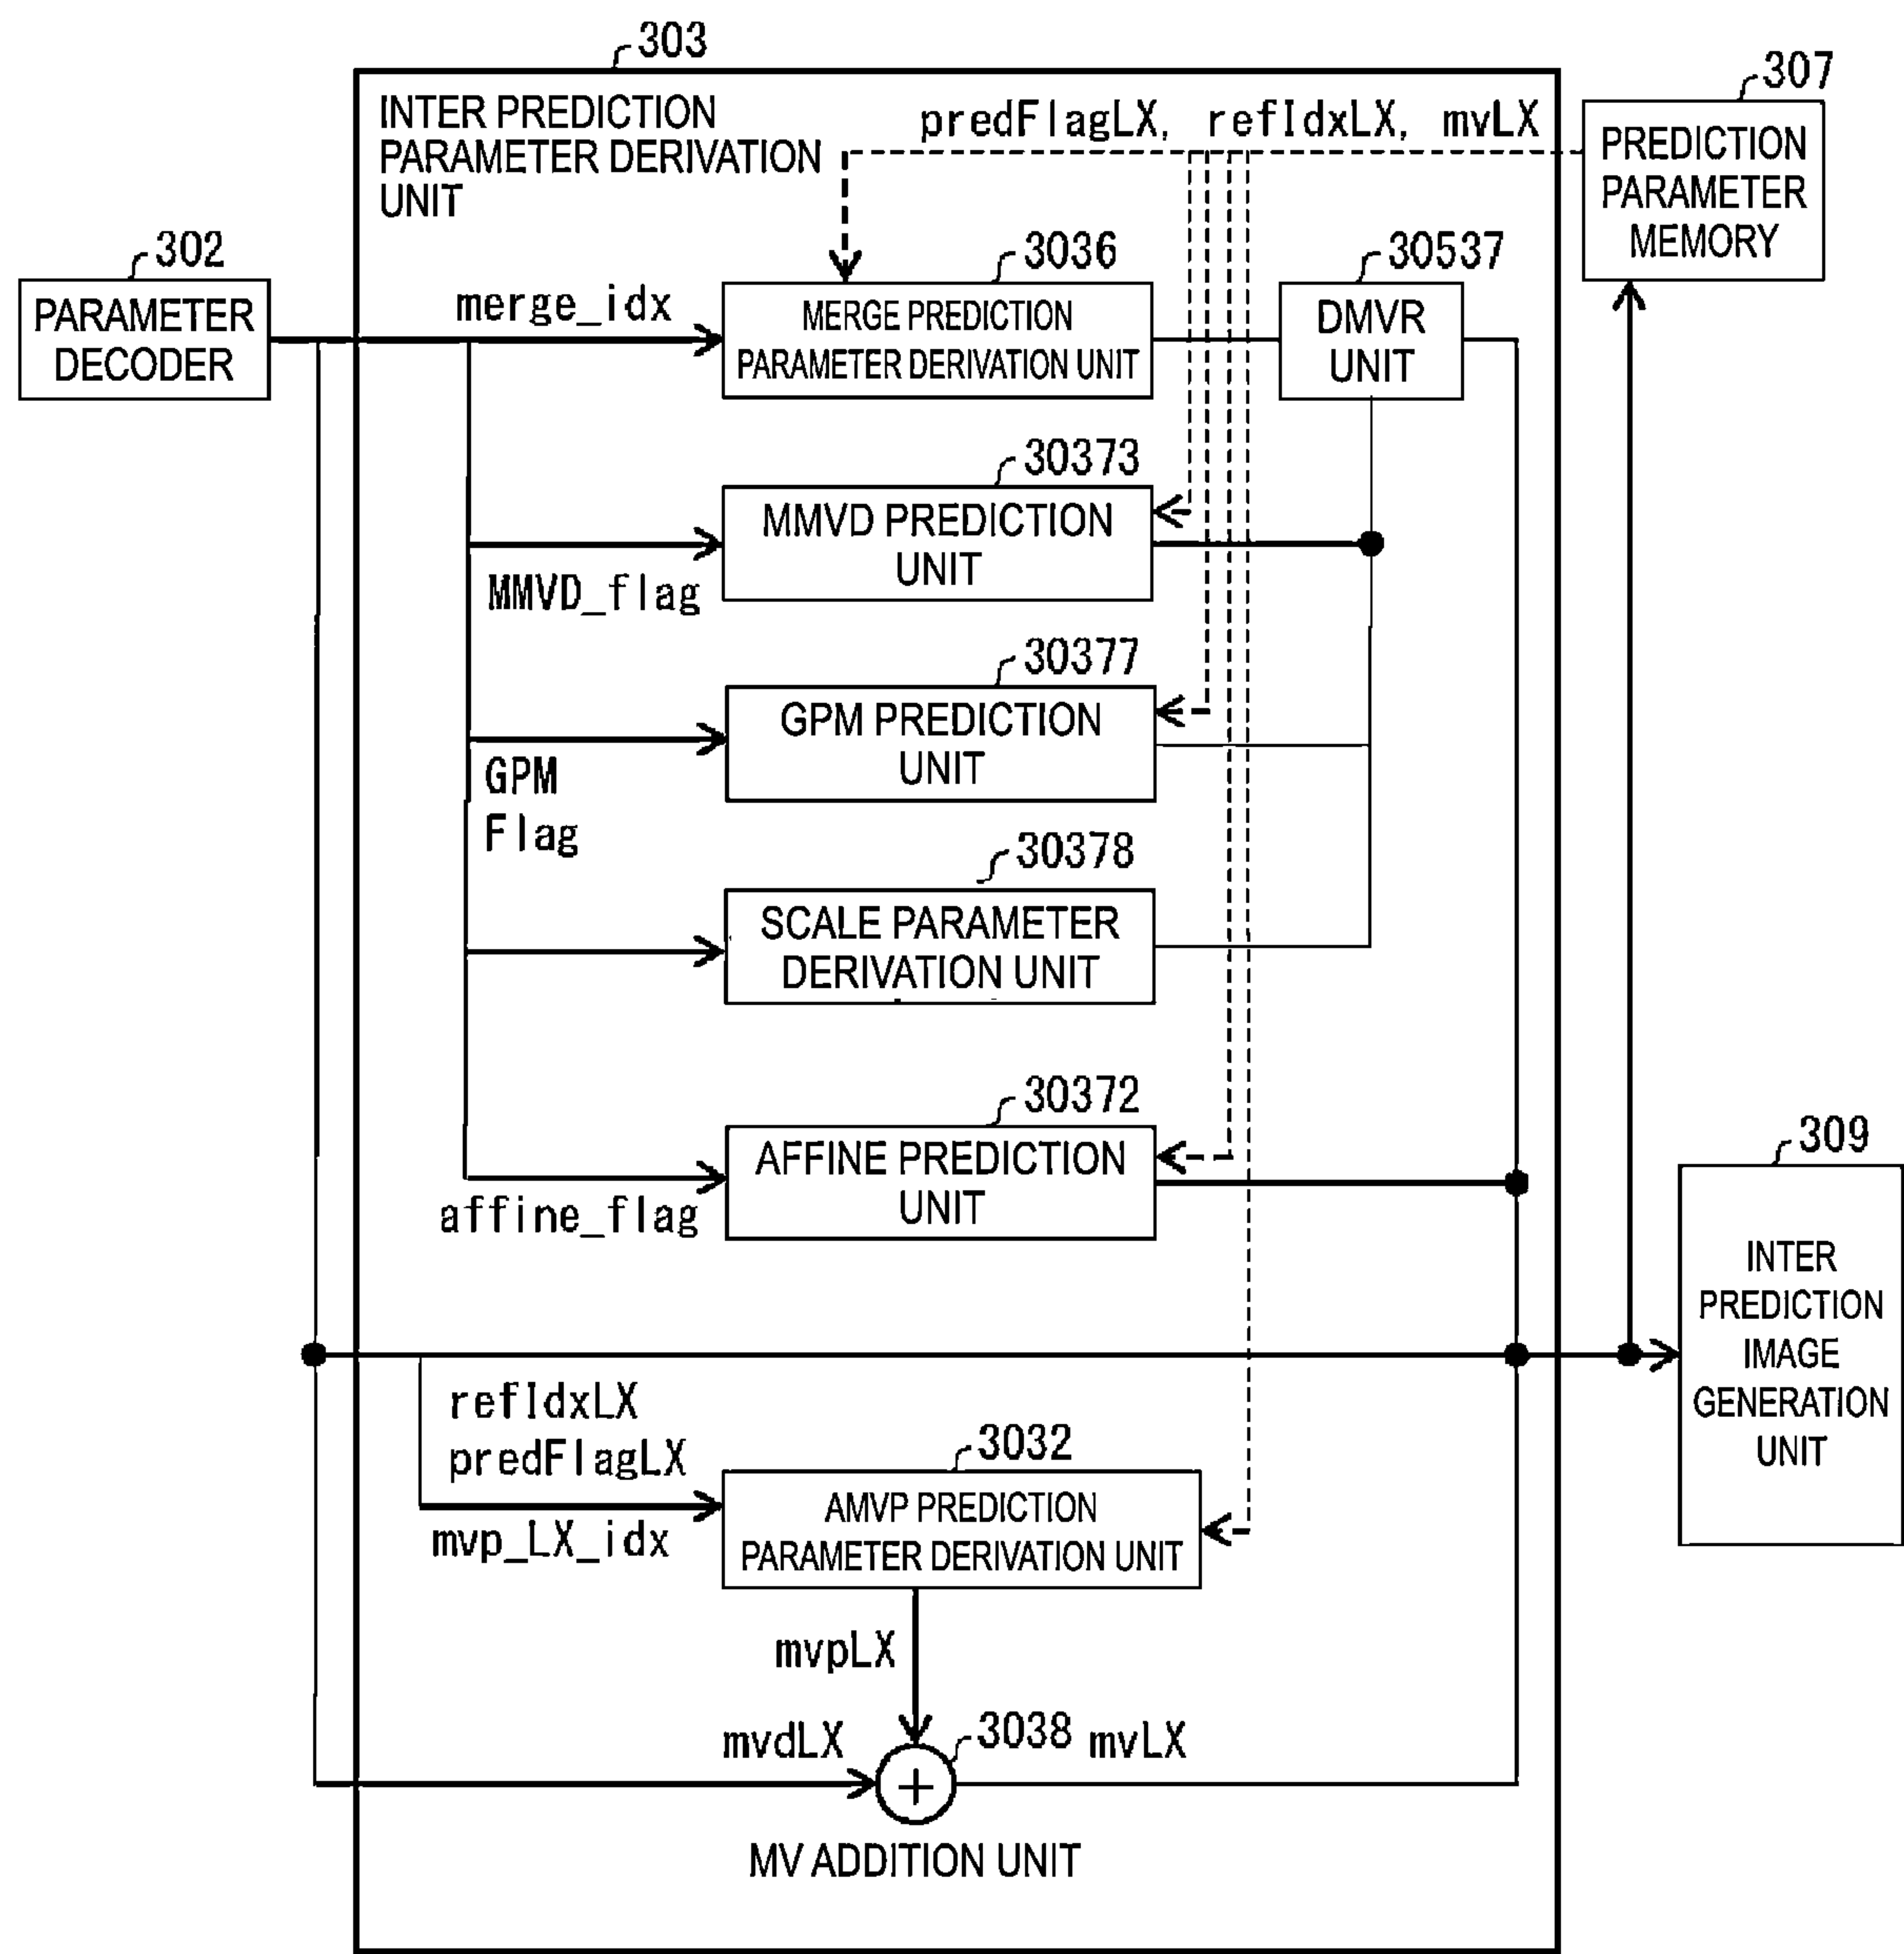 303
307
INTER PREDICTION
PARAMETER DERIVATION
UNIT
predFlagLX, refIdxLX, mvLX
PREDICTION
PARAMETER
MEMORY
302
PARAMETER
DECODER
merge_idx
3036
MERGE PREDICTION
PARAMETER DERIVATION UNIT
30537
DMVR
UNIT
30373
MMVD PREDICTION
UNIT
MMVD_flag
30377
GPM PREDICTION
UNIT
GPM
Flag
30378
SCALE PARAMETER
DERIVATION UNIT
30372
AFFINE PREDICTION
UNIT
affine_flag
309
INTER
PREDICTION
IMAGE
GENERATION
UNIT
refIdxLX
predFlagLX
mvp_LX_idx
3032
AMVP PREDICTION
PARAMETER DERIVATION UNIT
mvpLX
mvdLX
3038
mvLX
+
MV ADDITION UNIT